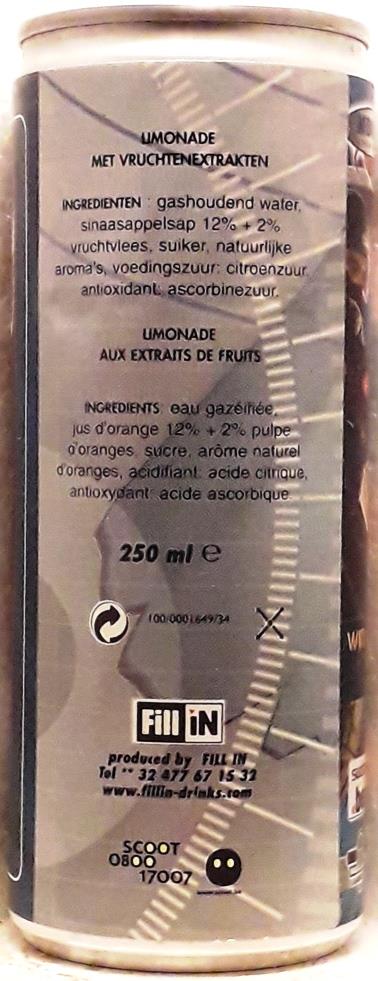 LIMONADE
MET VRUCHTENEXTRAKTEN
INGREDIENTEN : gashoudend water,
sinaasappelsap 12% + 2%
vruchtvlees, suiker, natuurlijke
aroma's, voedingszuur: citroenzuur,
antioxidant: ascorbinezuur.
LIMONADE
AUX EXTRAITS DE FRUITS
INGREDIENTS: eau gazéifiée,
jus d'orange 12% + 2% pulpe
d'oranges, sucre, arôme naturel
d'oranges, acidifiant: acide citrique,
antioxydant: acide ascorbique.
250 ml e
100/0001649/34
Fill iN
produced by FILL IN
Tel ** 32 477 67 15 32
www.fillin-drinks.com
SCOOT
0800
17007